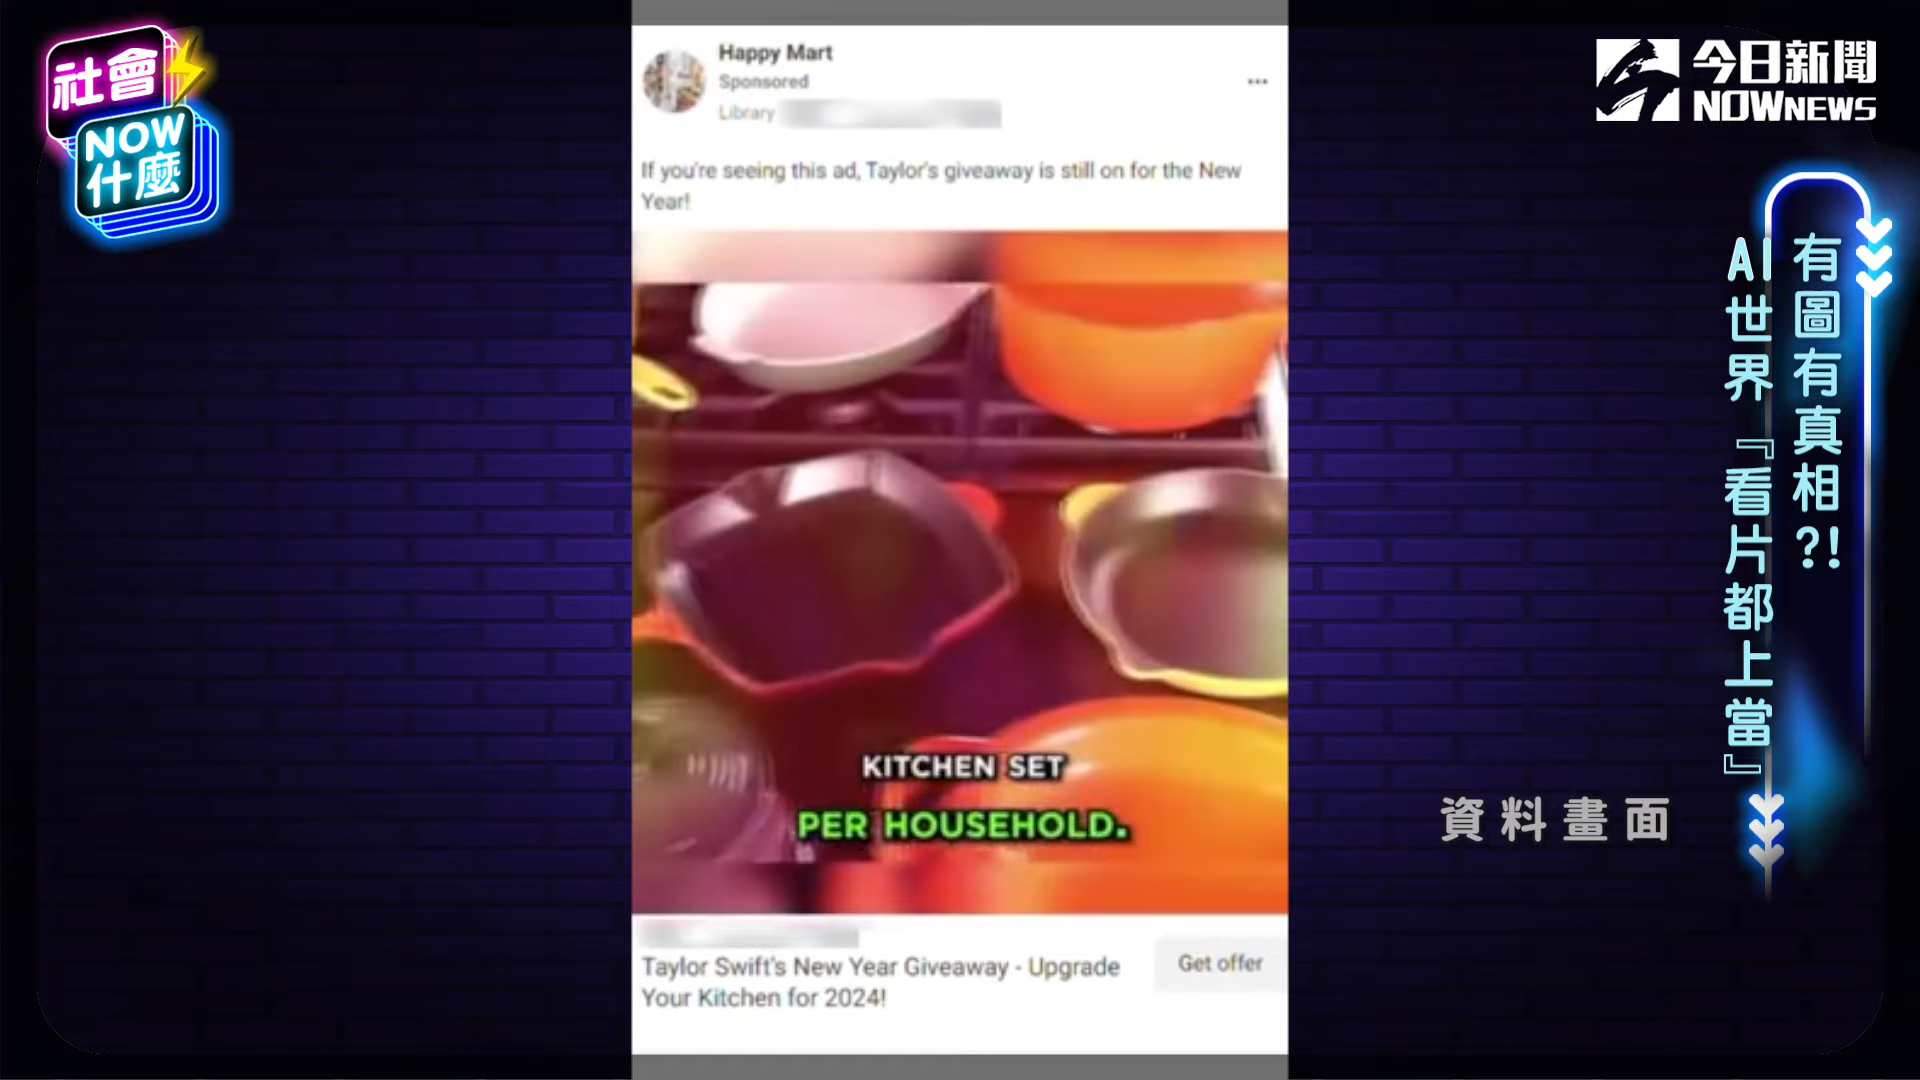 社會
NOW
什麼
今日新聞
NOWNEWS
Happy Mart
Sponsored
Library
If you're seeing this ad, Taylor's giveaway is still on for the New
Year!
KITCHEN SET
PER HOUSEHOLD.
Taylor Swift's New Year Giveaway - Upgrade
Your Kitchen for 2024!
Get offer
有圖有真相?!
AI世界『看片都上當』
資料畫面